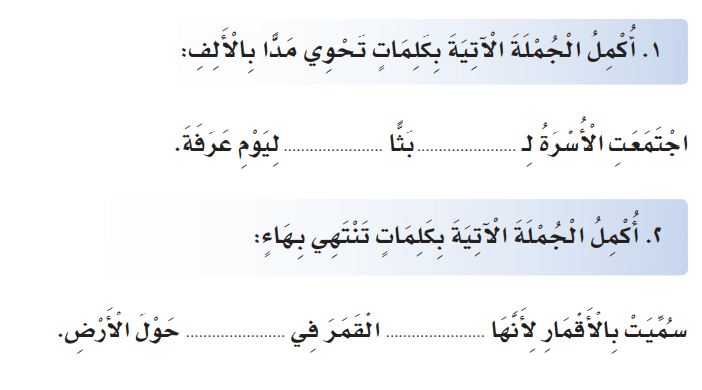 ١. أُكْمِلُ الْجُمْلَةَ الْآتِيَةَ بِكَلِمَاتٍ تَحْوِي مَدًّا بِالْأَلِفِ:
اجْتَمَعَتِ الْأُسْرَةُ لِـ ...................... بَثًّا ...................... لِيَوْمِ عَرَفَةَ.
٢. أُكْمِلُ الْجُمْلَةَ الْآتِيَةَ بِكَلِمَاتٍ تَنْتَهِي بِهَاءٍ:
سُمِّيَتْ بِالْأَقْمَارِ لِأَنَّهَا ...................... الْقَمَرَ فِي ...................... حَوْلَ الْأَرْضِ.